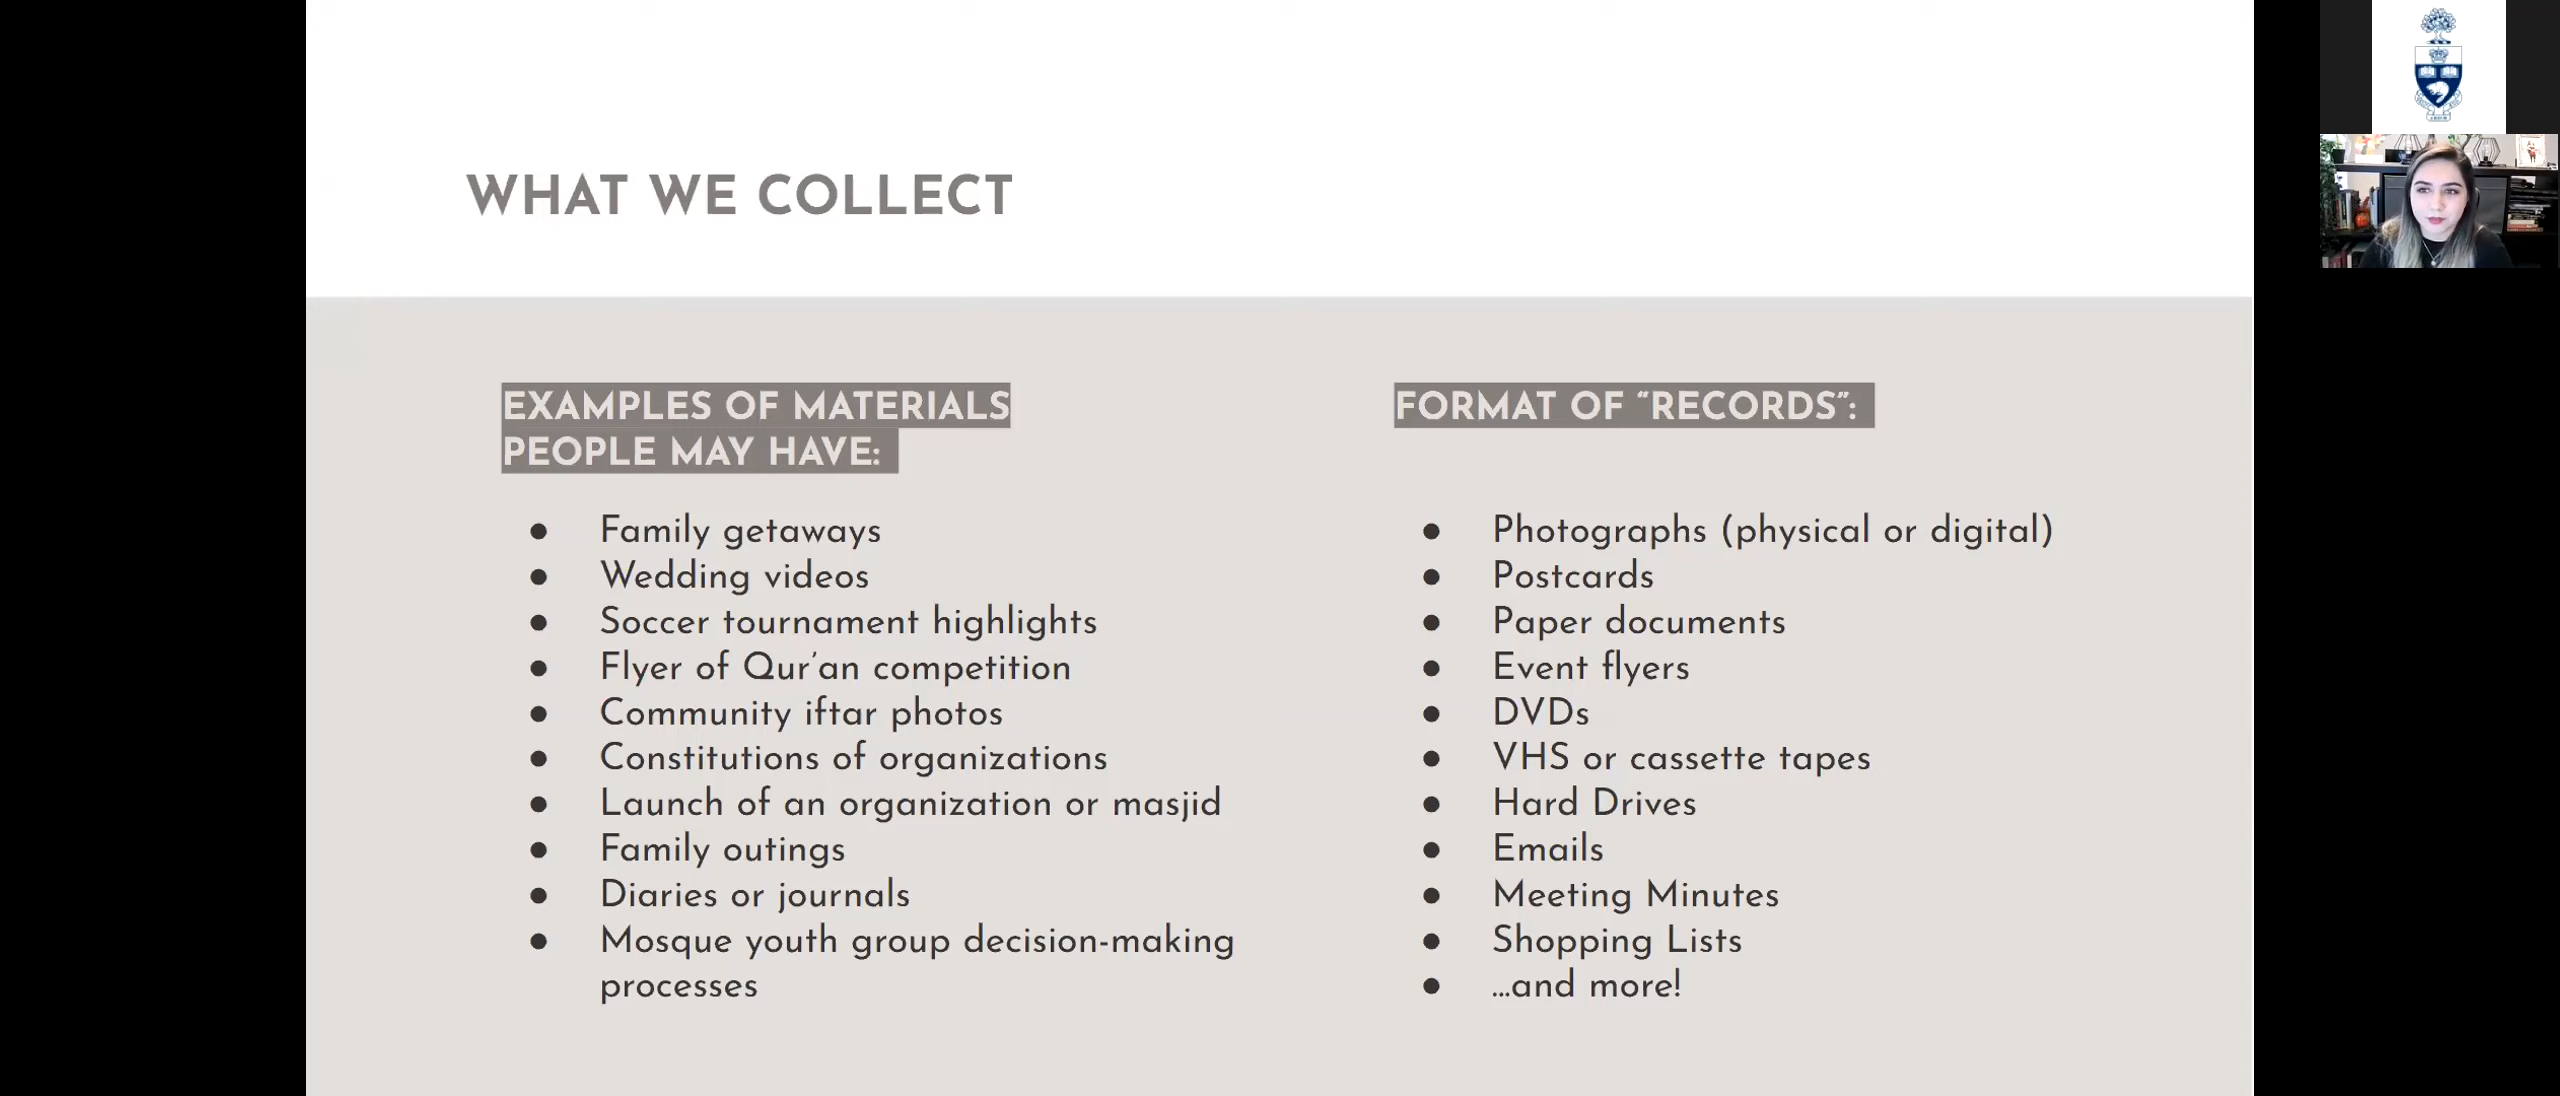 WHAT WE COLLECT
EXAMPLES OF MATERIALS
PEOPLE MAY HAVE:
● Family getaways
● Wedding videos
● Soccer tournament highlights
● Flyer of Qur’an competition
● Community iftar photos
● Constitutions of organizations
● Launch of an organization or masjid
● Family outings
● Diaries or journals
● Mosque youth group decision-making
processes
FORMAT OF “RECORDS”:
● Photographs (physical or digital)
● Postcards
● Paper documents
● Event flyers
● DVDs
● VHS or cassette tapes
● Hard Drives
● Emails
● Meeting Minutes
● Shopping Lists
● ...and more!